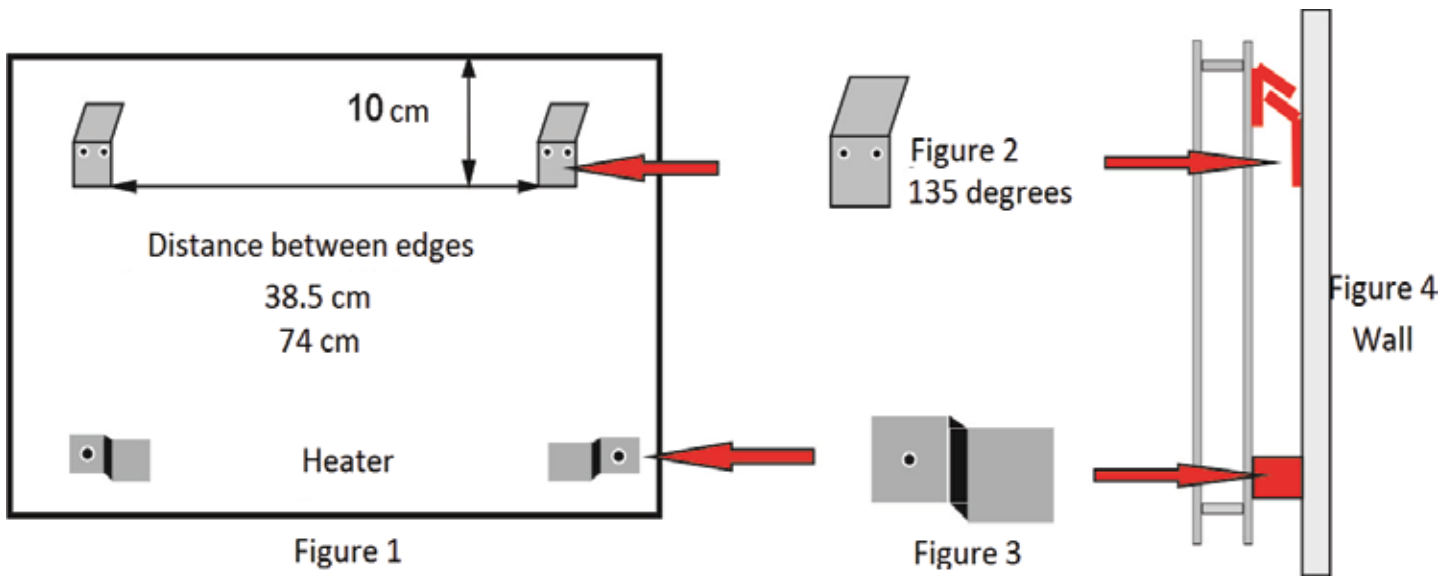 10 cm
Distance between edges
38.5 cm
74 cm
Heater
Figure 1
Figure 2
135 degrees
Figure 3
Figure 4
Wall